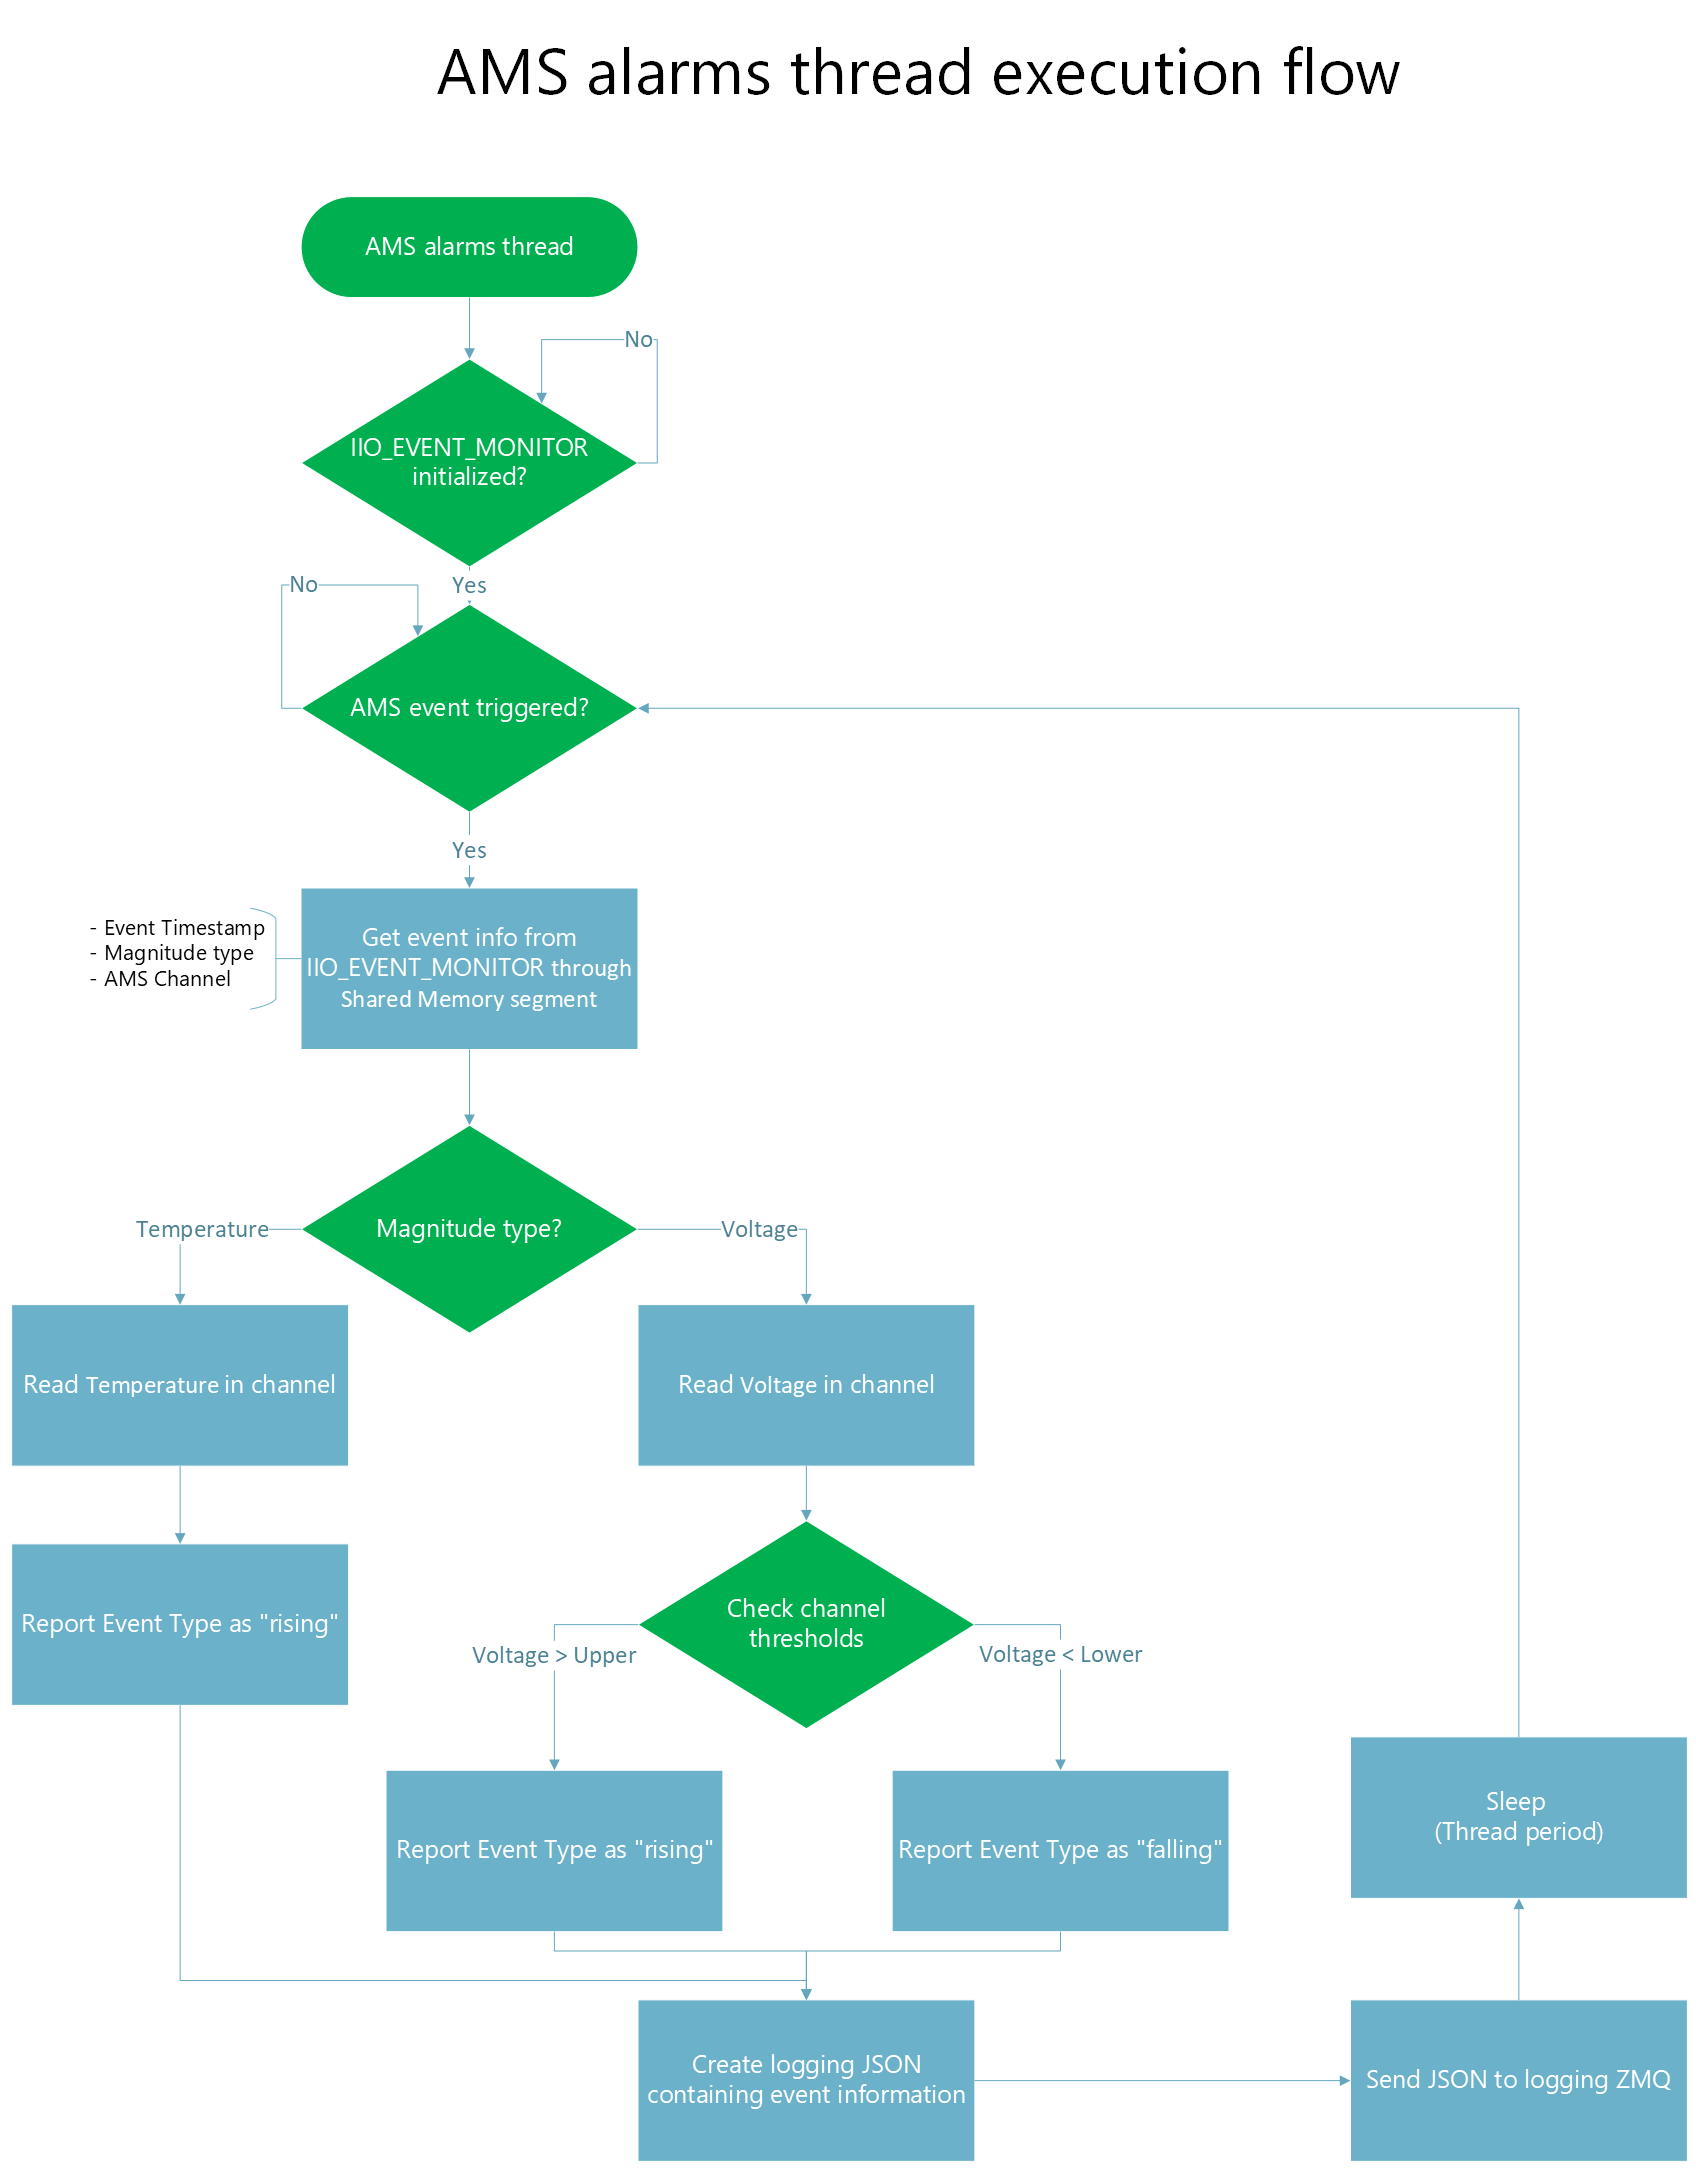 AMS alarms thread execution flow
AMS alarms thread
No
IIO_EVENT_MONITOR
initialized?
No
Yes
AMS event triggered?
Yes
- Event Timestamp
- Magnitude type
- AMS Channel
Get event info from
IIO_EVENT_MONITOR through
Shared Memory segment
Temperature
Magnitude type?
Voltage
Read Temperature in channel
Read Voltage in channel
Report Event Type as "rising"
Check channel
thresholds
Voltage > Upper
Voltage < Lower
Report Event Type as "rising"
Report Event Type as "falling"
Sleep
(Thread period)
Create logging JSON
containing event information
Send JSON to logging ZMQ